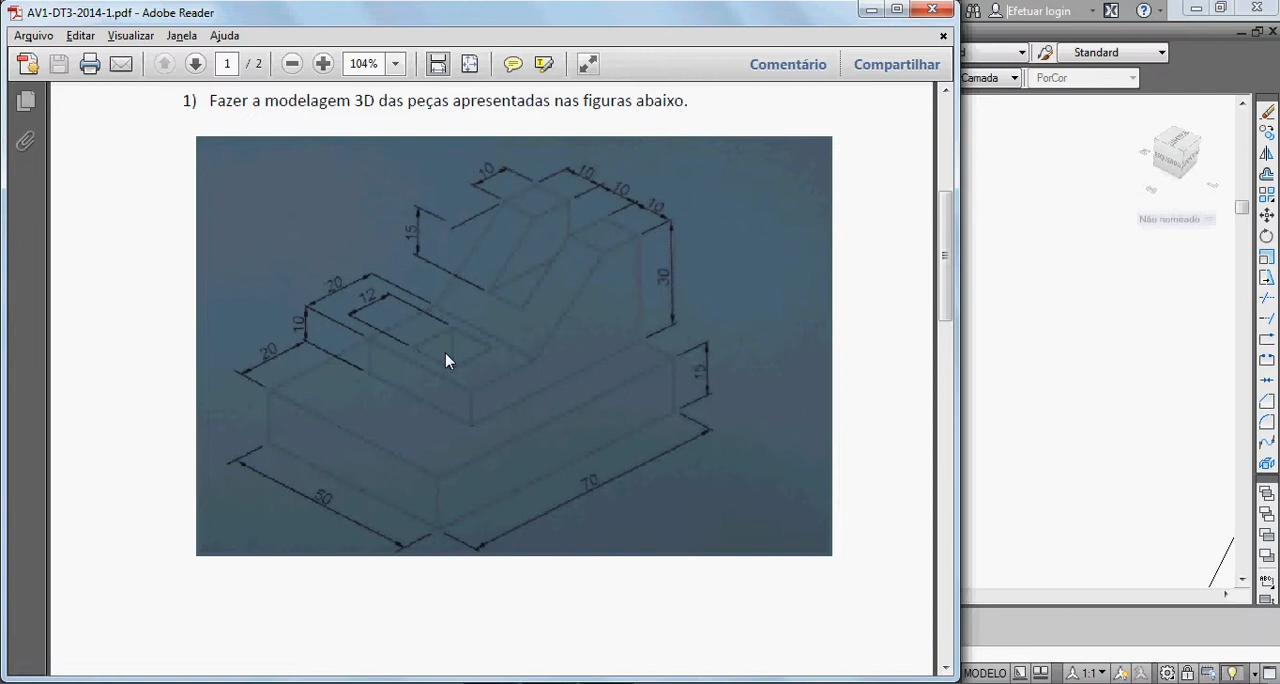 AV1-DT3-2014-1.pdf - Adobe Reader
Efetuar login
Arquivo Editar Visualizar Janela Ajuda
Standard
1 / 2 104% Comentário Compartilhar
Camada PorCor
1) Fazer a modelagem 3D das peças apresentadas nas figuras abaixo.
10 10 10 10
15
30
20
12
10
20
15
50
70
Não nomeado
MODELO 1:1